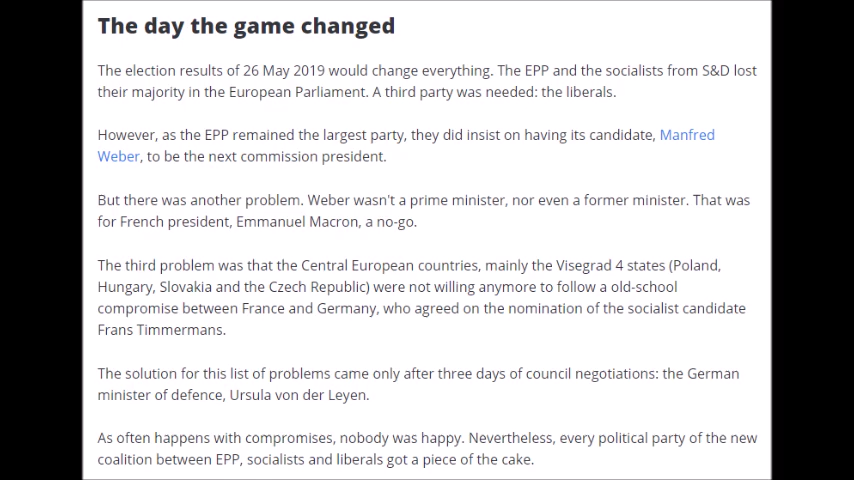 The day the game changed
The election results of 26 May 2019 would change everything. The EPP and the socialists from S&D lost
their majority in the European Parliament. A third party was needed: the liberals.
However, as the EPP remained the largest party, they did insist on having its candidate, Manfred
Weber, to be the next commission president.
But there was another problem. Weber wasn't a prime minister, nor even a former minister. That was
for French president, Emmanuel Macron, a no-go.
The third problem was that the Central European countries, mainly the Visegrad 4 states (Poland,
Hungary, Slovakia and the Czech Republic) were not willing anymore to follow a old-school
compromise between France and Germany, who agreed on the nomination of the socialist candidate
Frans Timmermans.
The solution for this list of problems came only after three days of council negotiations: the German
minister of defence, Ursula von der Leyen.
As often happens with compromises, nobody was happy. Nevertheless, every political party of the new
coalition between EPP, socialists and liberals got a piece of the cake.